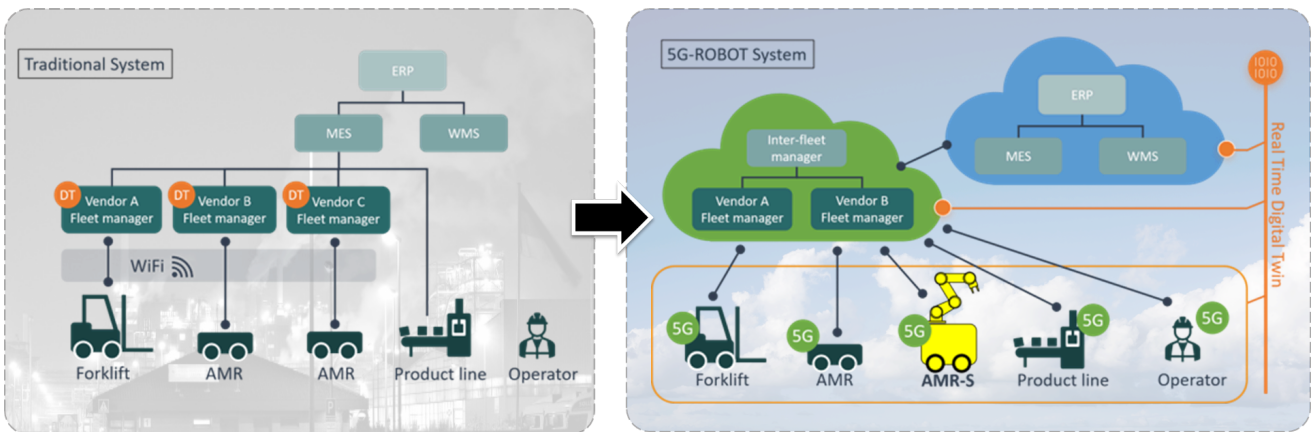 Traditional System
ERP
MES
WMS
DT
Vendor A
Fleet manager
DT
Vendor B
Fleet manager
DT
Vendor C
Fleet manager
WiFi
Forklift
AMR
AMR
Product line
Operator
5G-ROBOT System
1010
1010
ERP
MES
WMS
Inter-fleet
manager
Vendor A
Fleet manager
Vendor B
Fleet manager
Real Time Digital Twin
5G
5G
5G
5G
5G
Forklift
AMR
AMR-S
Product line
Operator